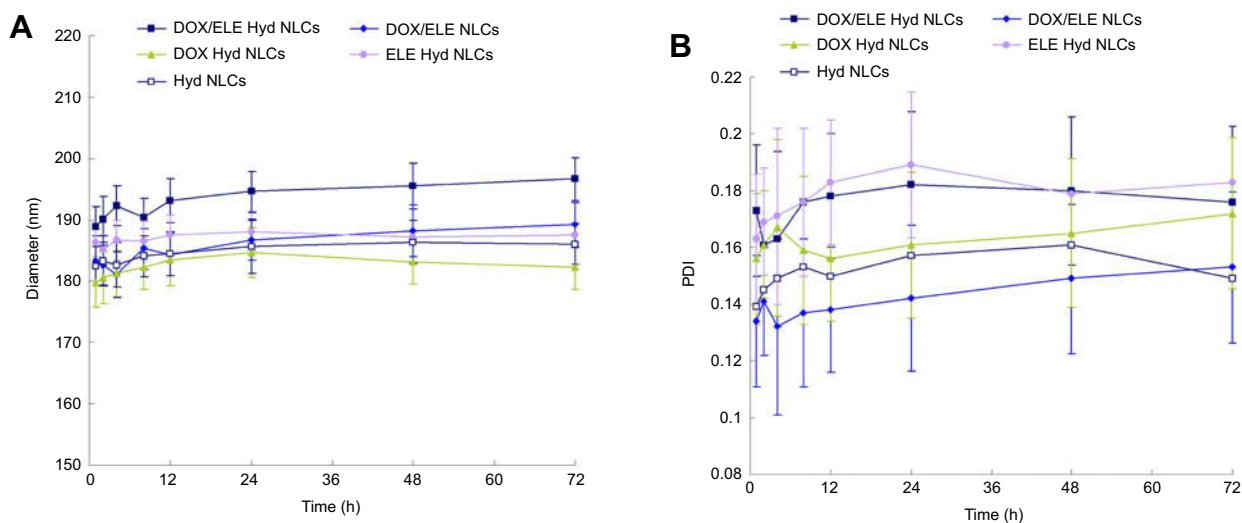 A
DOX/ELE Hyd NLCs
DOX/ELE NLCs
DOX Hyd NLCs
ELE Hyd NLCs
Hyd NLCs
220
210
200
190
180
170
160
150
Diameter (nm)
0 12 24 36 48 60 72
Time (h)
B
DOX/ELE Hyd NLCs
DOX/ELE NLCs
DOX Hyd NLCs
ELE Hyd NLCs
Hyd NLCs
0.22
0.2
0.18
0.16
0.14
0.12
0.1
0.08
PDI
0 12 24 36 48 60 72
Time (h)